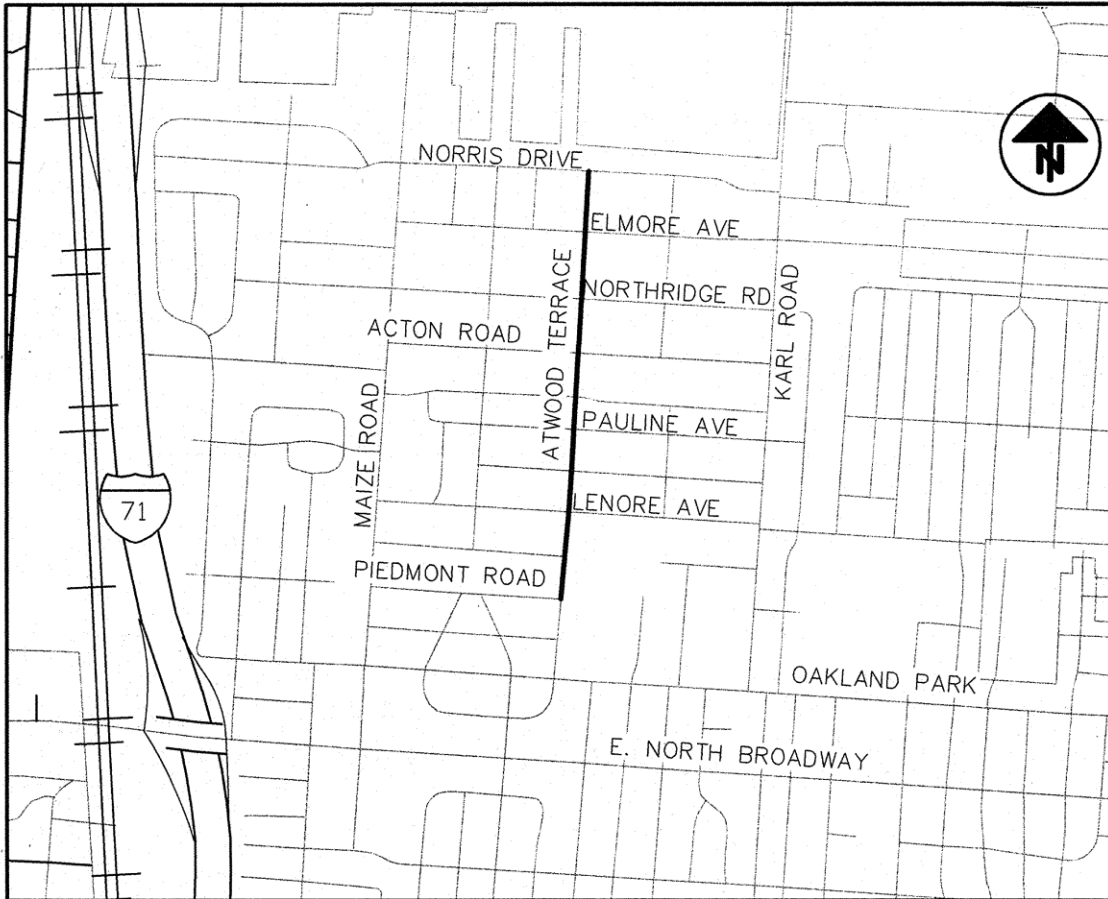 NORRIS DRIVE
N
ELMORE AVE
ATWOOD TERRACE
NORTHRIDGE RD
KARL ROAD
ACTON ROAD
MAIZE ROAD
PAULINE AVE
71
LENORE AVE
PIEDMONT ROAD
OAKLAND PARK
E. NORTH BROADWAY